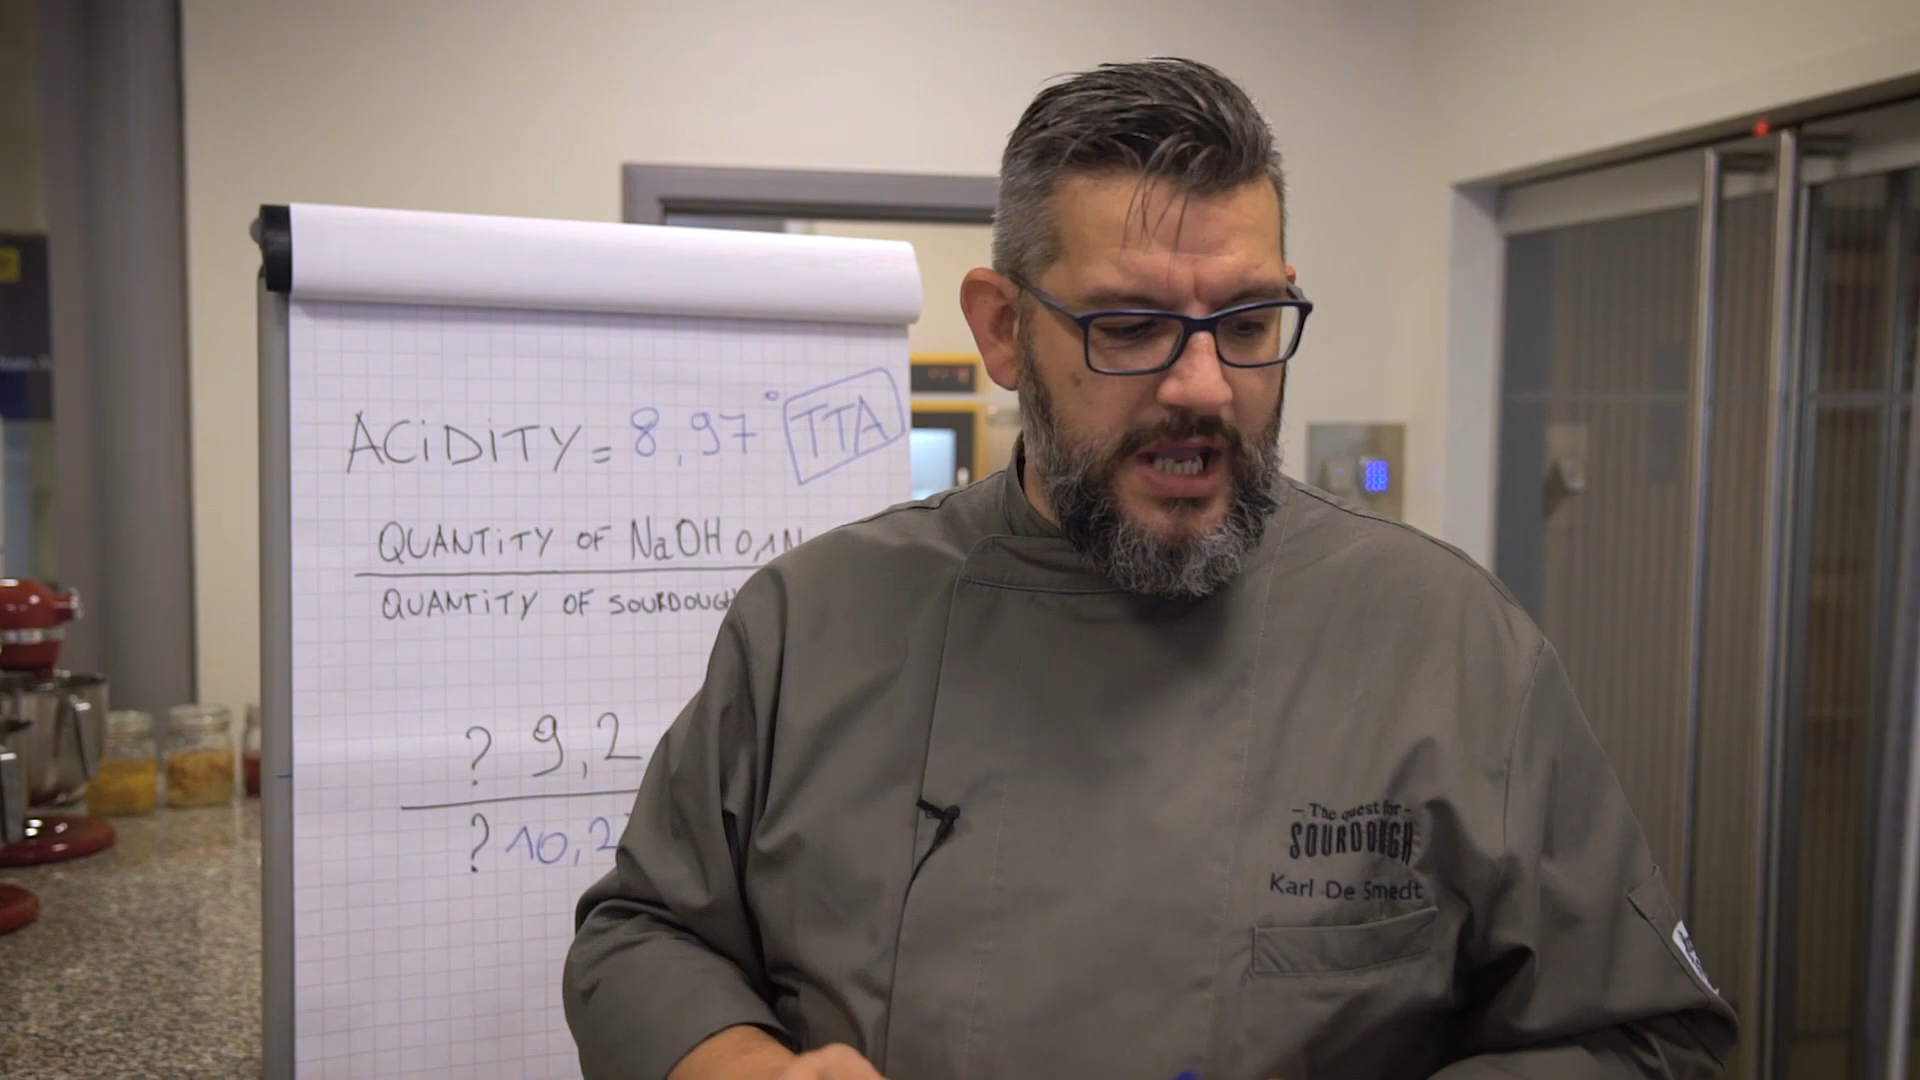 ACiDiTY = 8,97° TTA
QUANTiTY OF NaOH 0,1N
QUANTiTY OF SOURDOUGH
? 9,2
? 10,2
– The quest for –
SOURDOUGH
Karl De Smedt